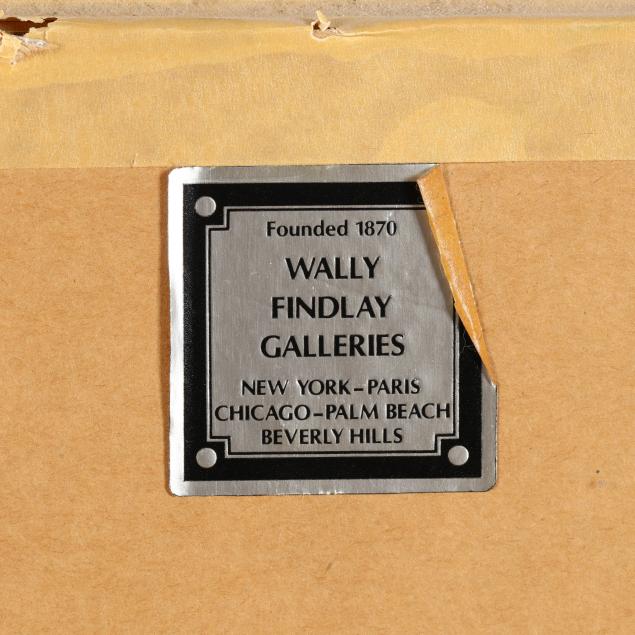 Founded 1870
WALLY
FINDLAY
GALLERIES
NEW YORK–PARIS
CHICAGO–PALM BEACH
BEVERLY HILLS